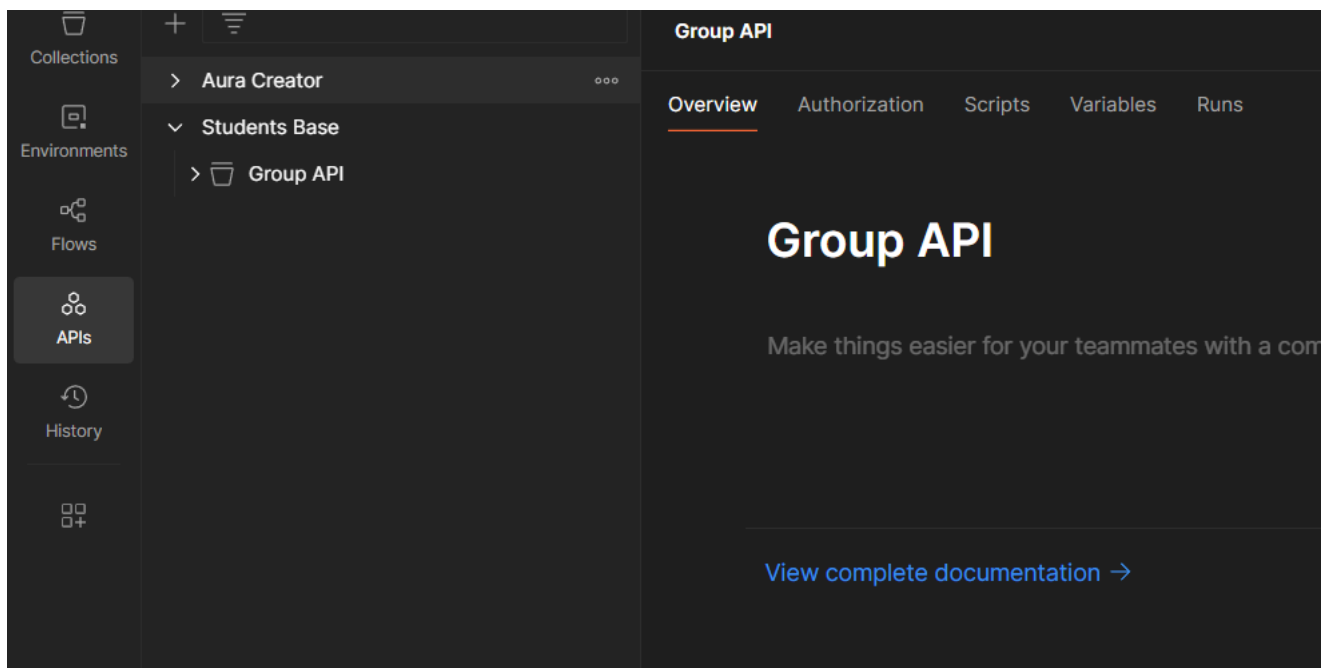 Collections
Environments
Flows
APIs
History
Aura Creator
Students Base
Group API
Group API
Overview Authorization Scripts Variables Runs
Group API
Make things easier for your teammates with a com
View complete documentation →